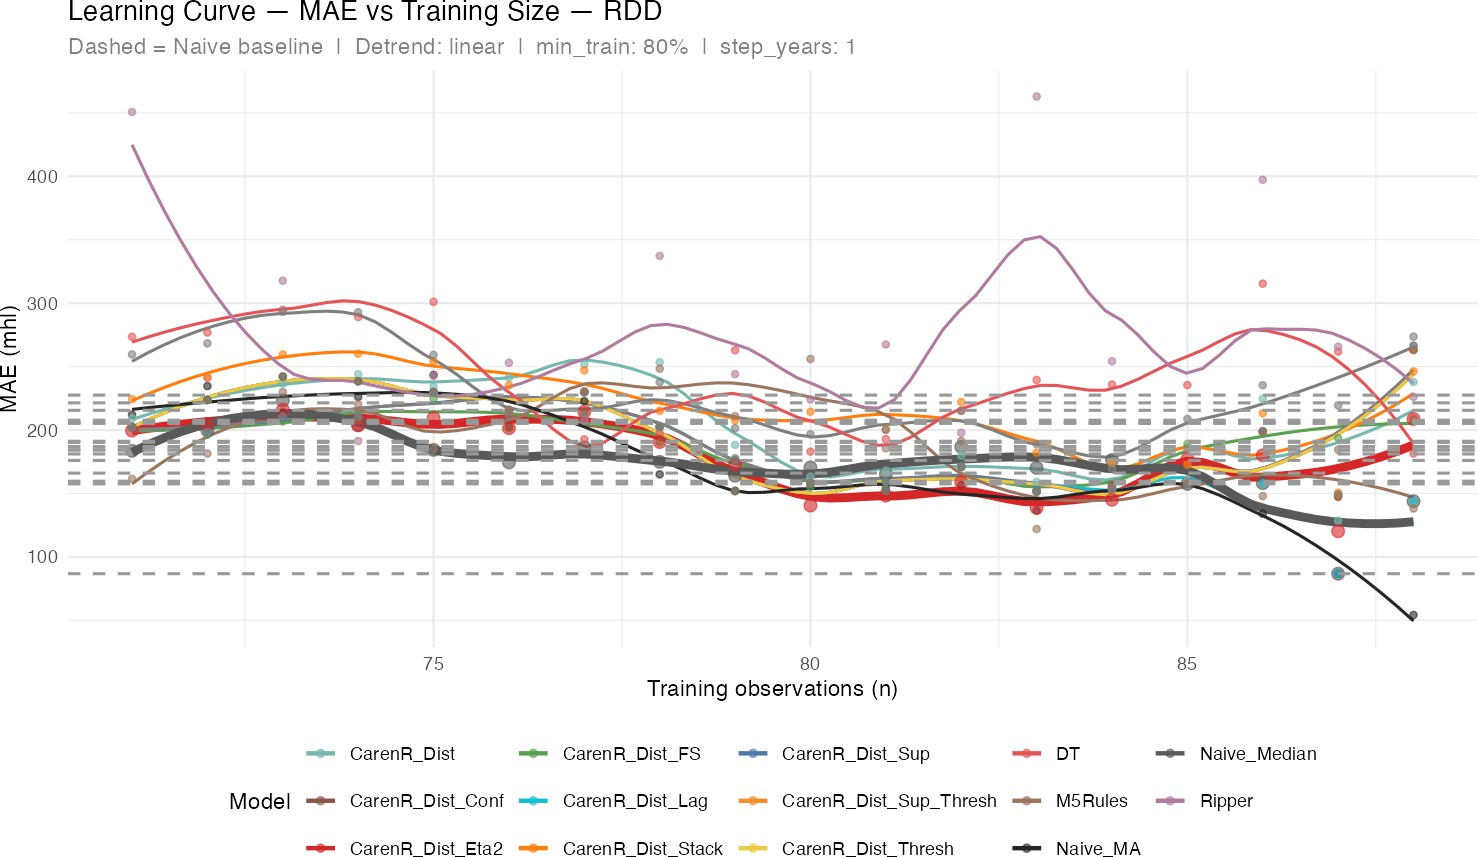 Learning Curve — MAE vs Training Size — RDD
Dashed = Naive baseline | Detrend: linear | min_train: 80% | step_years: 1
MAE (mhl)
400
300
200
100
75
80
85
Training observations (n)
Model
CarenR_Dist
CarenR_Dist_FS
CarenR_Dist_Sup
DT
Naive_Median
CarenR_Dist_Conf
CarenR_Dist_Lag
CarenR_Dist_Sup_Thresh
M5Rules
Ripper
CarenR_Dist_Eta2
CarenR_Dist_Stack
CarenR_Dist_Thresh
Naive_MA